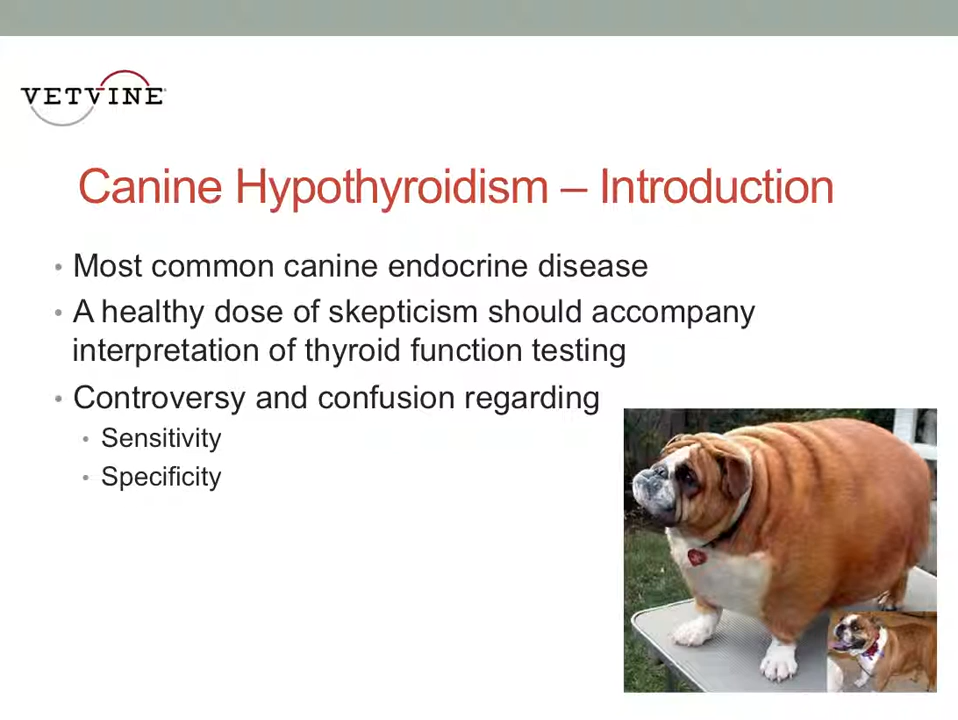 VETVINE
Canine Hypothyroidism – Introduction
• Most common canine endocrine disease
• A healthy dose of skepticism should accompany
interpretation of thyroid function testing
• Controversy and confusion regarding
• Sensitivity
• Specificity